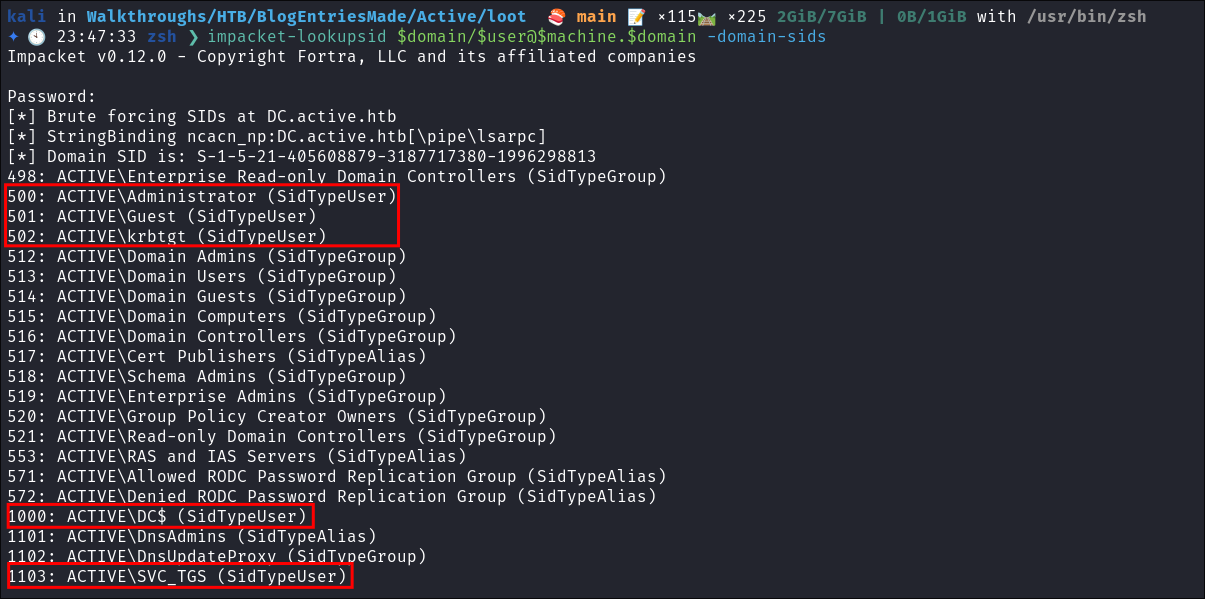 kali in Walkthroughs/HTB/BlogEntriesMade/Active/loot 🍣 main 📝 ×115🛤️ ×225 2GiB/7GiB | 0B/1GiB with /usr/bin/zsh
✦ 🕙 23:47:33 zsh ❯ impacket-lookupsid $domain/$user@$machine.$domain -domain-sids
Impacket v0.12.0 - Copyright Fortra, LLC and its affiliated companies

Password:
[*] Brute forcing SIDs at DC.active.htb
[*] StringBinding ncacn_np:DC.active.htb[\pipe\lsarpc]
[*] Domain SID is: S-1-5-21-405608879-3187717380-1996298813
498: ACTIVE\Enterprise Read-only Domain Controllers (SidTypeGroup)
500: ACTIVE\Administrator (SidTypeUser)
501: ACTIVE\Guest (SidTypeUser)
502: ACTIVE\krbtgt (SidTypeUser)
512: ACTIVE\Domain Admins (SidTypeGroup)
513: ACTIVE\Domain Users (SidTypeGroup)
514: ACTIVE\Domain Guests (SidTypeGroup)
515: ACTIVE\Domain Computers (SidTypeGroup)
516: ACTIVE\Domain Controllers (SidTypeGroup)
517: ACTIVE\Cert Publishers (SidTypeAlias)
518: ACTIVE\Schema Admins (SidTypeGroup)
519: ACTIVE\Enterprise Admins (SidTypeGroup)
520: ACTIVE\Group Policy Creator Owners (SidTypeGroup)
521: ACTIVE\Read-only Domain Controllers (SidTypeGroup)
553: ACTIVE\RAS and IAS Servers (SidTypeAlias)
571: ACTIVE\Allowed RODC Password Replication Group (SidTypeAlias)
572: ACTIVE\Denied RODC Password Replication Group (SidTypeAlias)
1000: ACTIVE\DC$ (SidTypeUser)
1101: ACTIVE\DnsAdmins (SidTypeAlias)
1102: ACTIVE\DnsUpdateProxy (SidTypeGroup)
1103: ACTIVE\SVC_TGS (SidTypeUser)